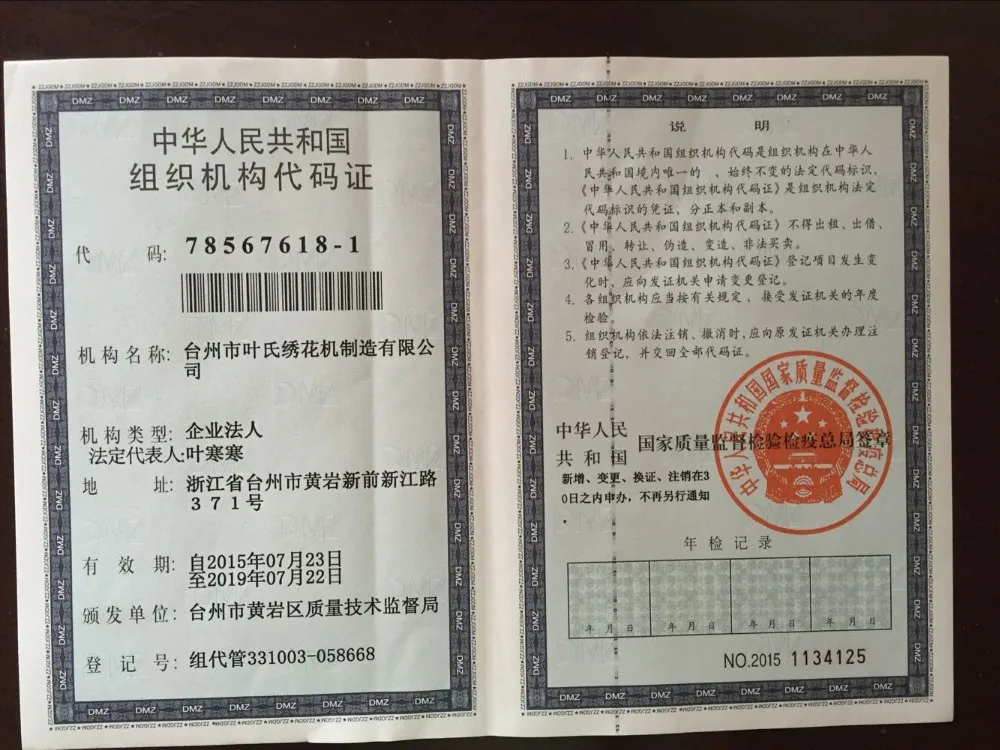 中华人民共和国
组织机构代码证
代 码: 78567618-1
机构名称: 台州市叶氏绣花机制造有限公
司
机构类型: 企业法人
法定代表人:叶寒寒
地 址: 浙江省台州市黄岩新前新江路
371号
有 效 期: 自2015年07月23日
至2019年07月22日
颁发单位: 台州市黄岩区质量技术监督局
登 记 号: 组代管331003-058668
说 明
1. 中华人民共和国组织机构代码是组织机构在中华人
民共和国境内唯一的 、始终不变的法定代码标识，
《中华人民共和国组织机构代码证》是组织机构法定
代码标识的凭证，分正本和副本。
2.《中华人民共和国组织机构代码证》不得出租、出借、
冒用、转让、伪造、变造、非法买卖。
3.《中华人民共和国组织机构代码证》登记项目发生变
化时、应向发证机关申请变更登记。
4. 各组织机构应当按有关规定 、接受发证机关的年度
检验。
5. 组织机构依法注销、撤消时，应向原发证机关办理注
销登记，并交回全部代码证。
中华人民
共 和 国 国家质量监督检验检疫总局签章
中华人民共和国国家质量监督检验检疫总局
新增、变更、换证、注销在3
0日之内申办，不再另行通知
年检记录
年 月 日 年 月 日 年 月 日 年 月 日
NO.2015 1134125